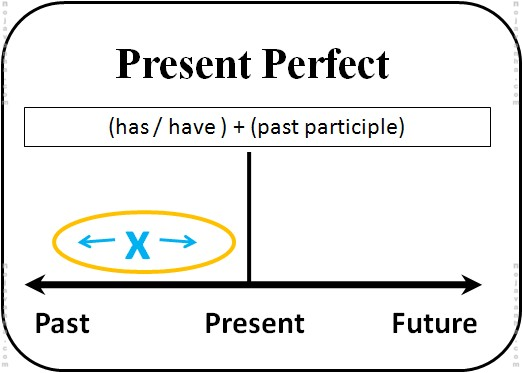 Present Perfect
(has / have ) + (past participle)
X
Past Present Future